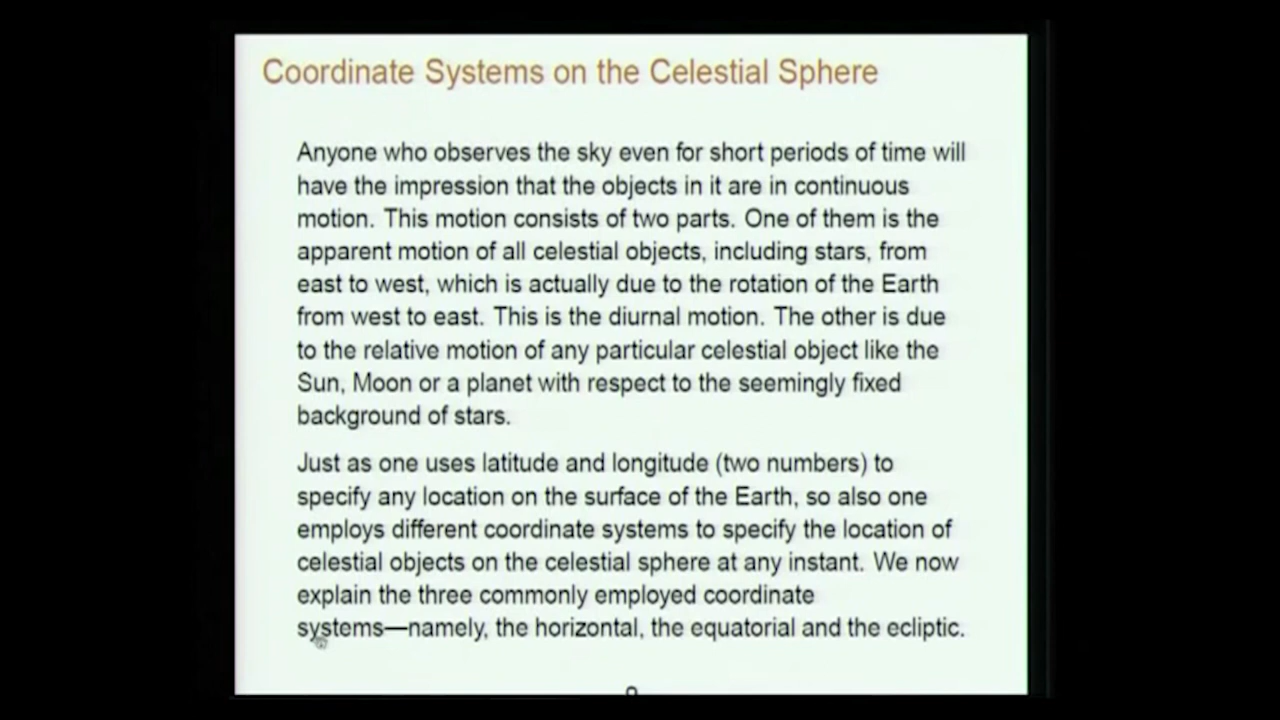 Coordinate Systems on the Celestial Sphere
Anyone who observes the sky even for short periods of time will
have the impression that the objects in it are in continuous
motion. This motion consists of two parts. One of them is the
apparent motion of all celestial objects, including stars, from
east to west, which is actually due to the rotation of the Earth
from west to east. This is the diurnal motion. The other is due
to the relative motion of any particular celestial object like the
Sun, Moon or a planet with respect to the seemingly fixed
background of stars.
Just as one uses latitude and longitude (two numbers) to
specify any location on the surface of the Earth, so also one
employs different coordinate systems to specify the location of
celestial objects on the celestial sphere at any instant. We now
explain the three commonly employed coordinate
systems—namely, the horizontal, the equatorial and the ecliptic.